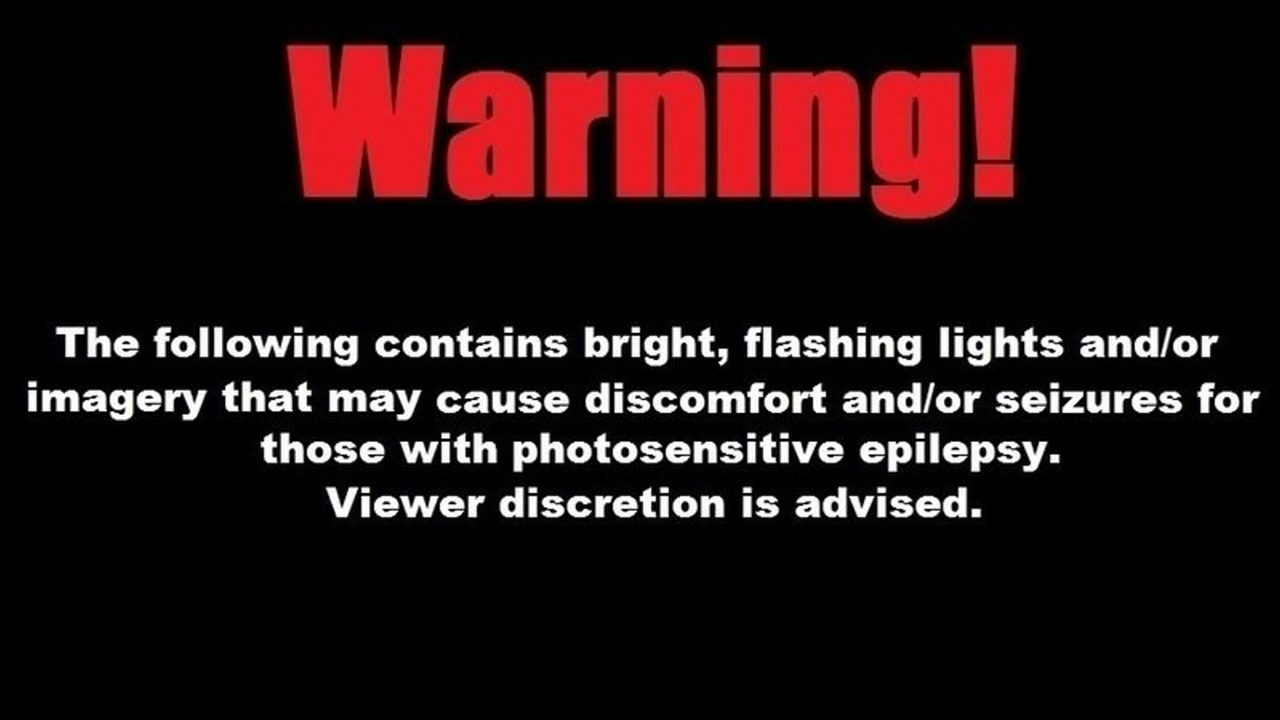 Warning!
The following contains bright, flashing lights and/or
imagery that may cause discomfort and/or seizures for
those with photosensitive epilepsy.
Viewer discretion is advised.